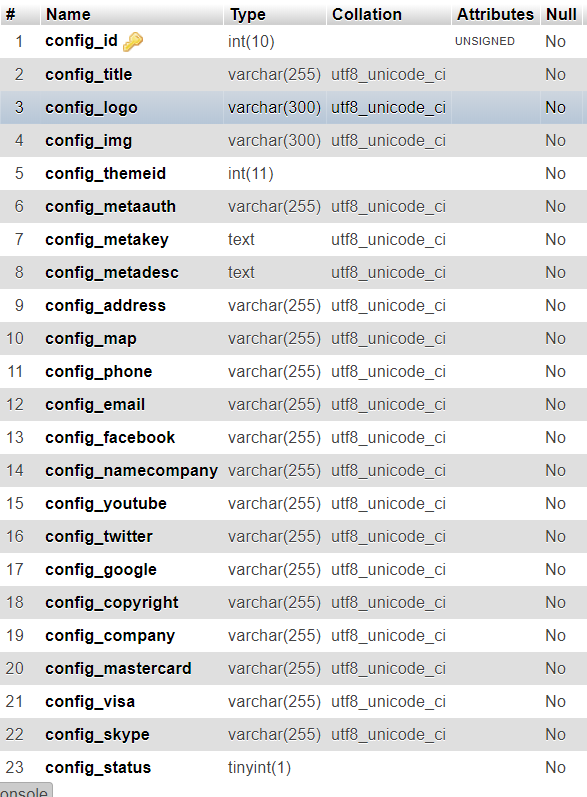 # Name Type Collation Attributes Null
1 config_id int(10) UNSIGNED No
2 config_title varchar(255) utf8_unicode_ci No
3 config_logo varchar(300) utf8_unicode_ci No
4 config_img varchar(300) utf8_unicode_ci No
5 config_themeid int(11) No
6 config_metaauth varchar(255) utf8_unicode_ci No
7 config_metakey text utf8_unicode_ci No
8 config_metadesc text utf8_unicode_ci No
9 config_address varchar(255) utf8_unicode_ci No
10 config_map varchar(255) utf8_unicode_ci No
11 config_phone varchar(255) utf8_unicode_ci No
12 config_email varchar(255) utf8_unicode_ci No
13 config_facebook varchar(255) utf8_unicode_ci No
14 config_namecompany varchar(255) utf8_unicode_ci No
15 config_youtube varchar(255) utf8_unicode_ci No
16 config_twitter varchar(255) utf8_unicode_ci No
17 config_google varchar(255) utf8_unicode_ci No
18 config_copyright varchar(255) utf8_unicode_ci No
19 config_company varchar(255) utf8_unicode_ci No
20 config_mastercard varchar(255) utf8_unicode_ci No
21 config_visa varchar(255) utf8_unicode_ci No
22 config_skype varchar(255) utf8_unicode_ci No
23 config_status tinyint(1) No
onsole